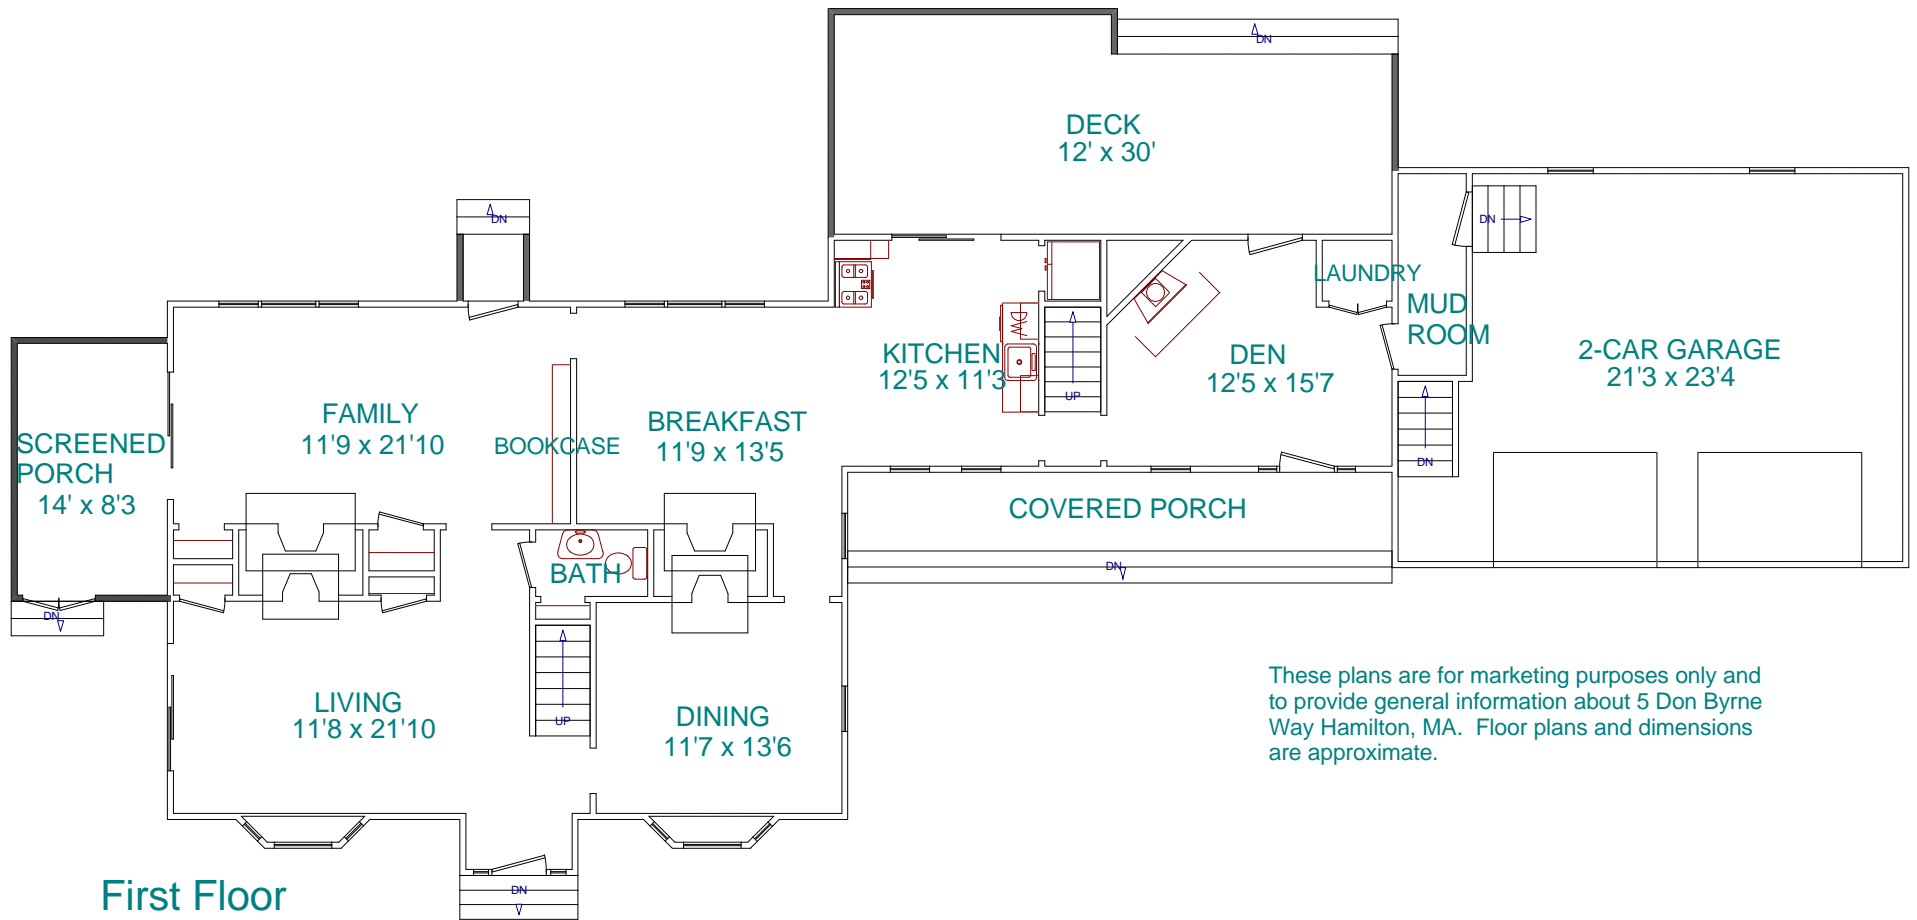 DN
DECK
12' x 30'
DN
DN
LAUNDRY
MUD
ROOM
2-CAR GARAGE
21'3 x 23'4
DW
KITCHEN
12'5 x 11'3
DEN
12'5 x 15'7
UP
FAMILY
11'9 x 21'10
BOOKCASE
BREAKFAST
11'9 x 13'5
SCREENED
PORCH
14' x 8'3
DN
COVERED PORCH
DN
BATH
DN
UP
LIVING
11'8 x 21'10
DINING
11'7 x 13'6
These plans are for marketing purposes only and
to provide general information about 5 Don Byrne
Way Hamilton, MA.  Floor plans and dimensions
are approximate.
DN
First Floor